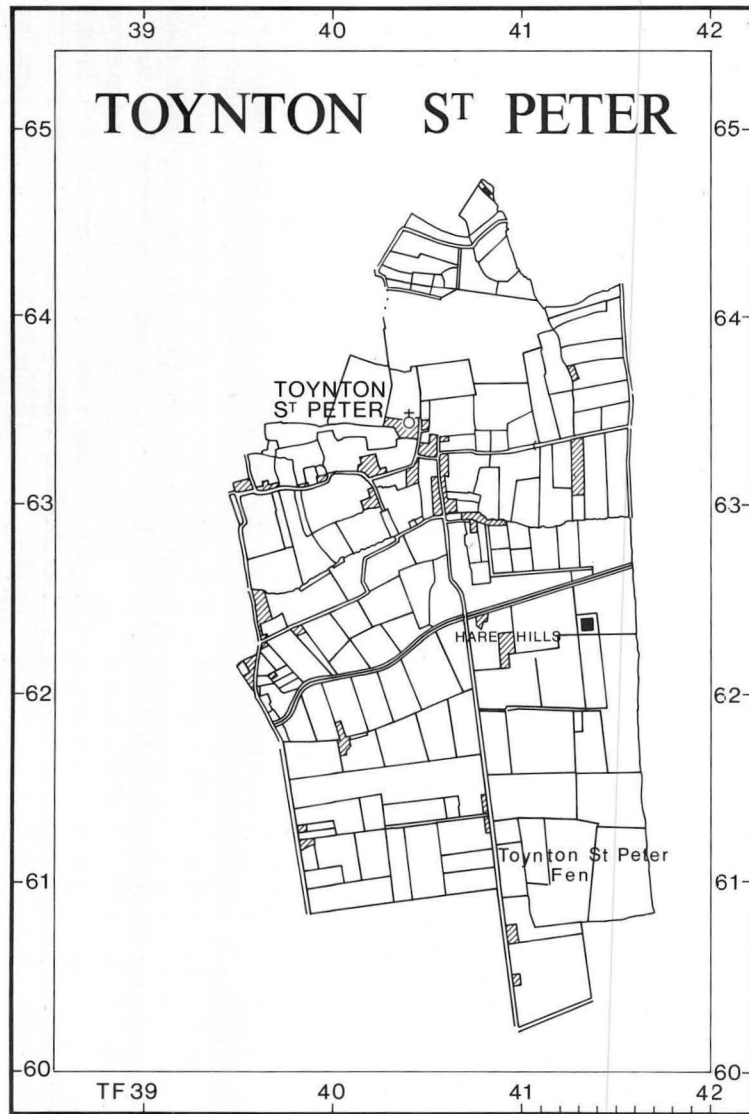 39 40 41 42
TOYNTON ST PETER
65 65
64 64
TOYNTON
ST PETER
63 63
HARE HILLS
62 62
Toynton St Peter
Fen
61 61
60 60
TF 39 40 41 42